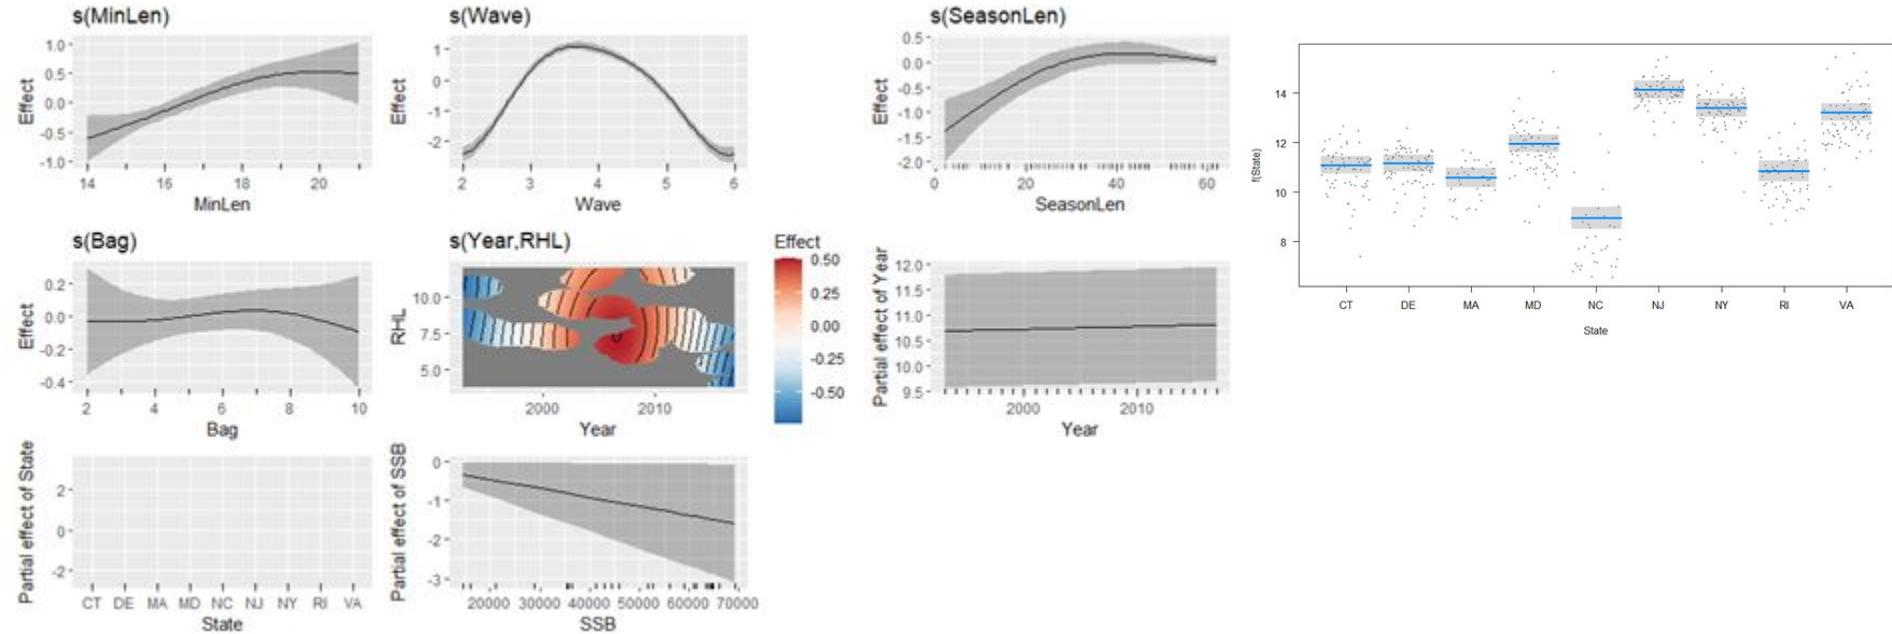 s(MinLen)
Effect
1.0
0.5
0.0
-0.5
-1.0
14 16 18 20
MinLen
s(Wave)
Effect
1
0
-1
-2
2 3 4 5 6
Wave
s(SeasonLen)
Effect
0.5
0.0
-0.5
-1.0
-1.5
-2.0
0 20 40 60
SeasonLen
f(State)
14
12
10
8
CT DE MA MD NC NJ NY RI VA
State
s(Bag)
Effect
0.2
0.0
-0.2
-0.4
2 4 6 8 10
Bag
s(Year,RHL)
RHL
10.0
7.5
5.0
2000 2010
Year
Effect
0.50
0.25
0.00
-0.25
-0.50
Partial effect of Year
12.0
11.5
11.0
10.5
10.0
9.5
2000 2010
Year
Partial effect of State
2
0
-2
CT DE MA MD NC NJ NY RI VA
State
Partial effect of SSB
0
-1
-2
-3
20000 30000 40000 50000 60000 70000
SSB